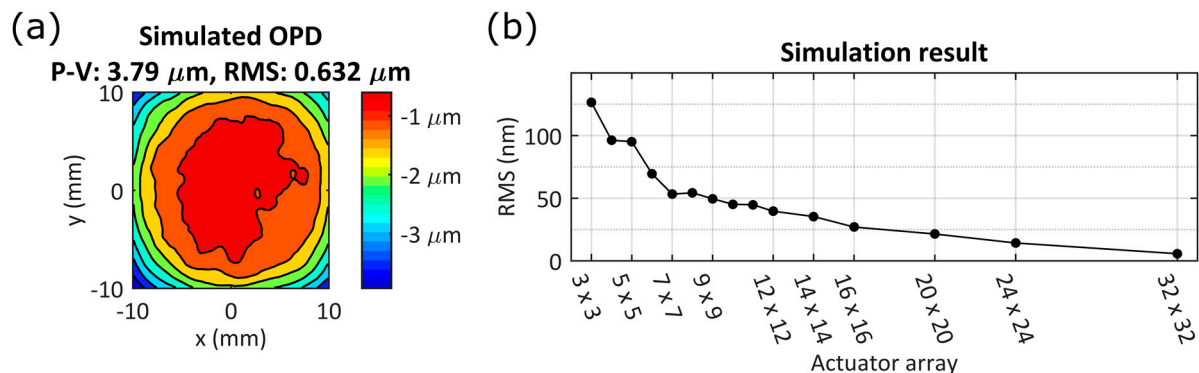 (a)
Simulated OPD
P-V: 3.79 μm, RMS: 0.632 μm
10
0
-10
y (mm)
-10 0 10
x (mm)
-1 μm
-2 μm
-3 μm
(b)
Simulation result
RMS (nm)
100
50
0
3 x 3
5 x 5
7 x 7
9 x 9
12 x 12
14 x 14
16 x 16
20 x 20
24 x 24
32 x 32
Actuator array